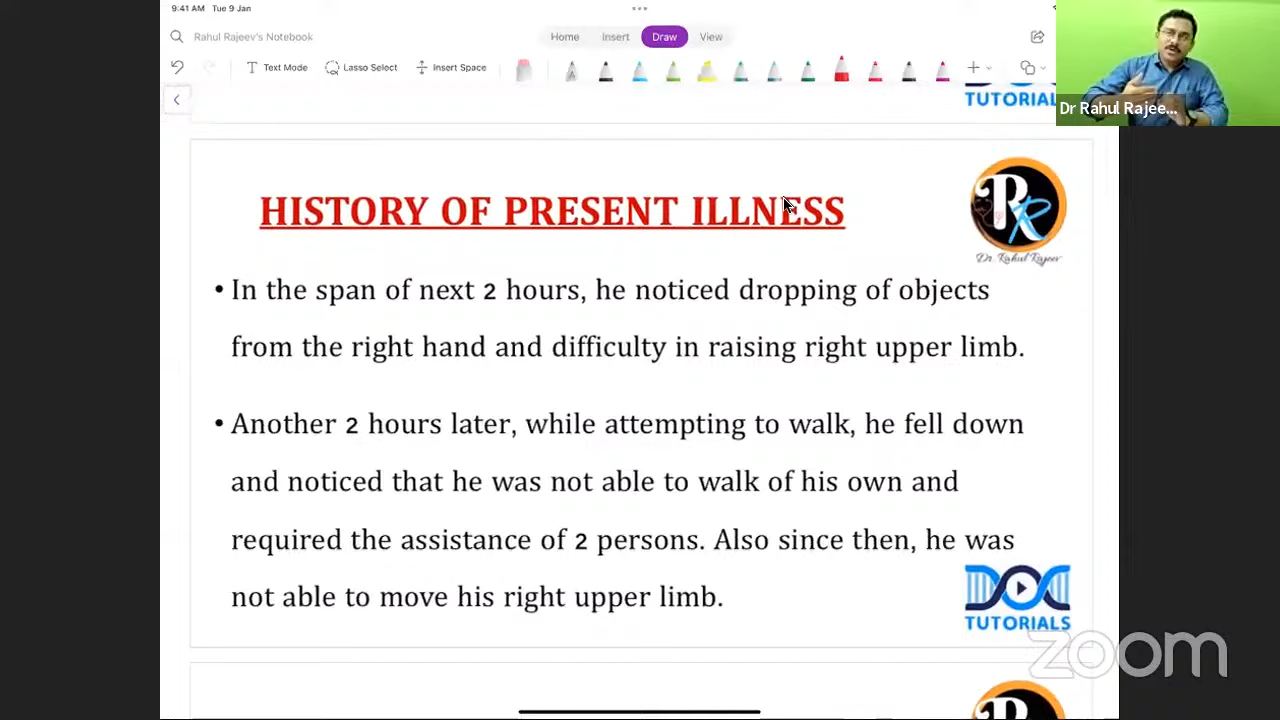 9:41 AM Tue 9 Jan
Rahul Rajeev's Notebook
Home Insert Draw View
Text Mode Lasso Select Insert Space
TUTORIAL
Dr Rahul Rajee...
HISTORY OF PRESENT ILLNESS
R
R
Dr. Rahul Rajeev
• In the span of next 2 hours, he noticed dropping of objects
from the right hand and difficulty in raising right upper limb.
• Another 2 hours later, while attempting to walk, he fell down
and noticed that he was not able to walk of his own and
required the assistance of 2 persons. Also since then, he was
not able to move his right upper limb.
DOC
TUTORIALS
zoom